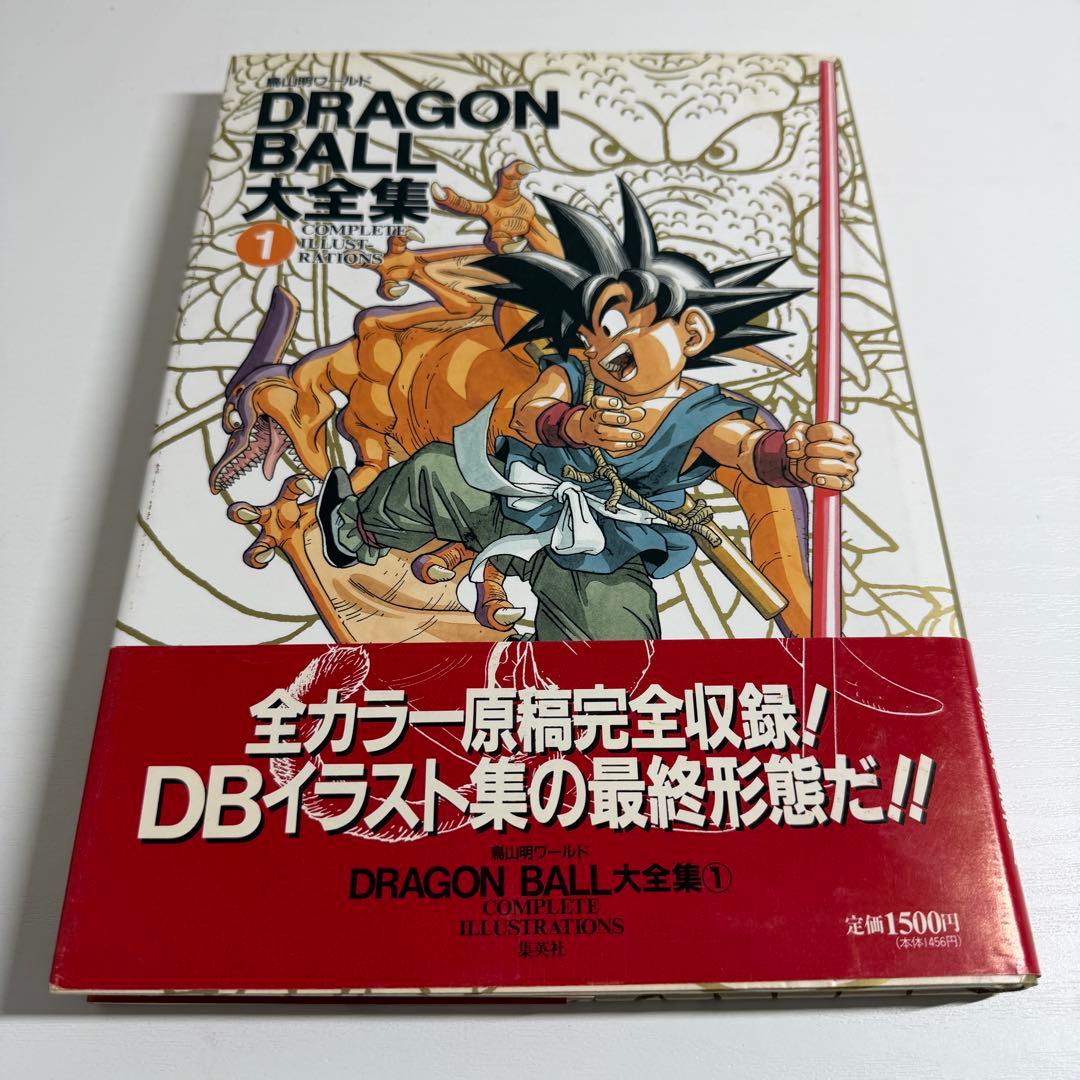 鳥山明ワールド
DRAGON
BALL
大全集
1
COMPLETE
ILLUST-
RATIONS
全カラー原稿完全収録!
DBイラスト集の最終形態だ!!
鳥山明ワールド
DRAGON BALL大全集①
COMPLETE
ILLUSTRATIONS
集英社
定価1500円
(本体1456円)